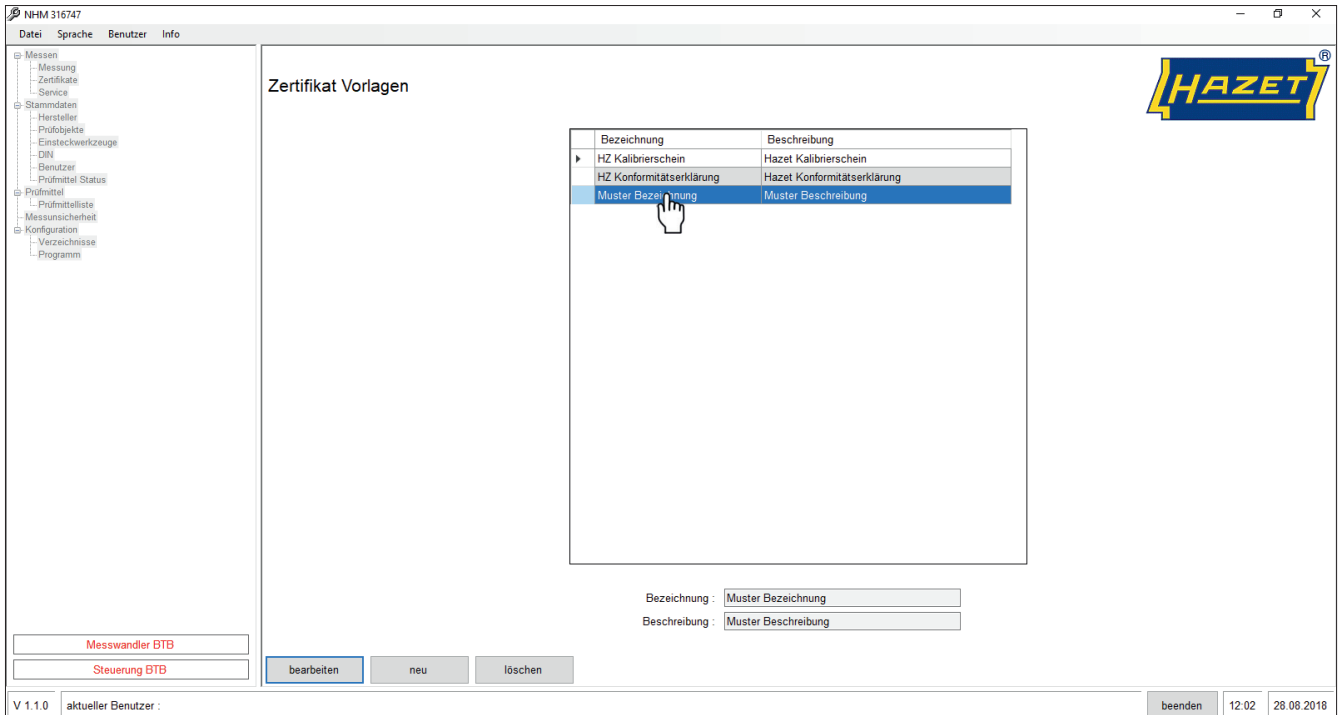 NHM 316747
Datei Sprache Benutzer Info
Messen
Messung
Zertifikate
Service
Stammdaten
Hersteller
Prüfobjekte
Einsteckwerkzeuge
DIN
Benutzer
Prüfmittel Status
Prüfmittel
Prüfmittelliste
Messunsicherheit
Konfiguration
Verzeichnisse
Programm
Messwandler BTB
Steuerung BTB
Zertifikat Vorlagen
HAZET ®
Bezeichnung Beschreibung
HZ Kalibrierschein Hazet Kalibrierschein
HZ Konformitätserklärung Hazet Konformitätserklärung
Muster Bezeichnung Muster Beschreibung
Bezeichnung : Muster Bezeichnung
Beschreibung : Muster Beschreibung
bearbeiten neu löschen
V 1.1.0 aktueller Benutzer : beenden 12:02 28.08.2018